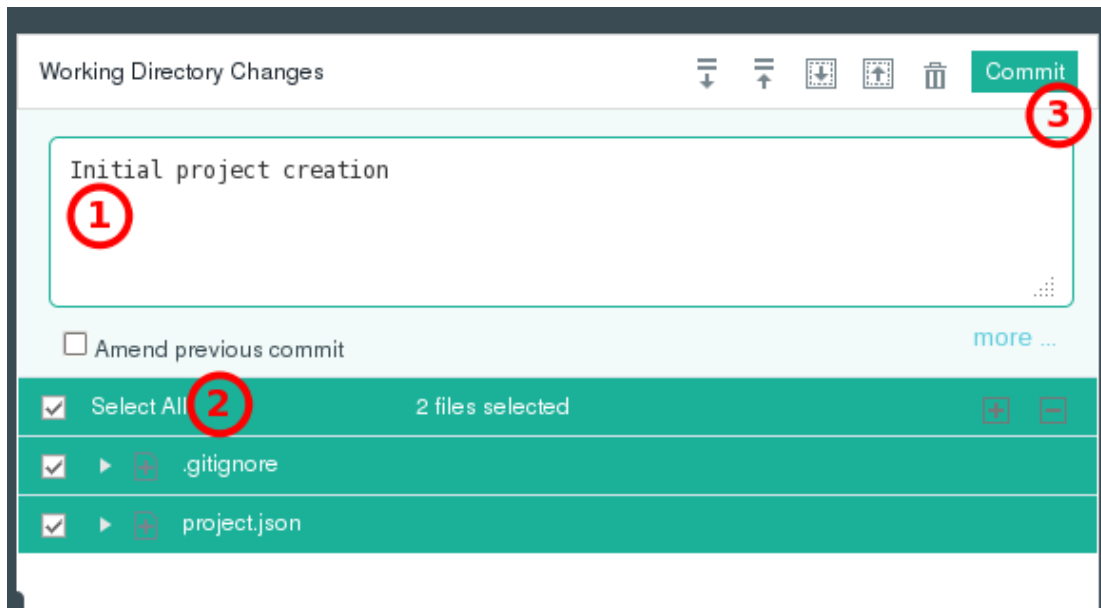 Working Directory Changes Commit
3
Initial project creation
1
Amend previous commit more ...
Select All 2 2 files selected
.gitignore
project.json